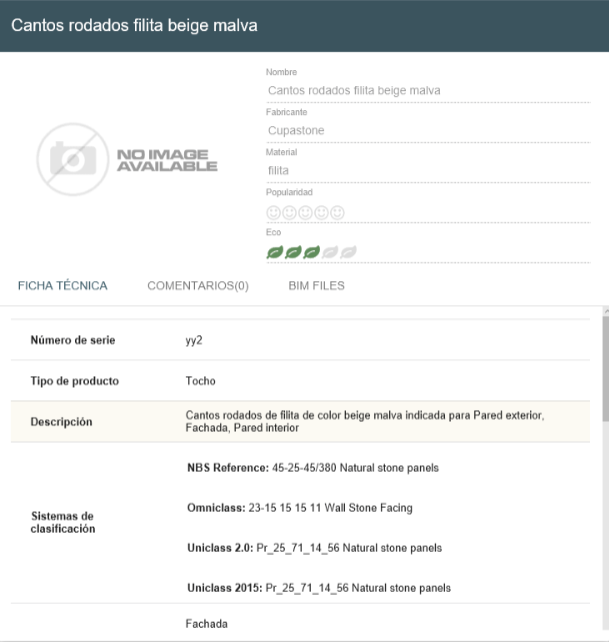 Cantos rodados filita beige malva
NO IMAGE
AVAILABLE
Nombre
Cantos rodados filita beige malva
Fabricante
Cupastone
Material
filita
Popularidad
Eco
FICHA TÉCNICA COMENTARIOS(0) BIM FILES
Número de serie yy2
Tipo de producto Tocho
Descripción
Cantos rodados de filita de color beige malva indicada para Pared exterior,
Fachada, Pared interior
Sistemas de
clasificación
NBS Reference: 45-25-45/380 Natural stone panels
Omniclass: 23-15 15 15 11 Wall Stone Facing
Uniclass 2.0: Pr_25_71_14_56 Natural stone panels
Uniclass 2015: Pr_25_71_14_56 Natural stone panels
Fachada